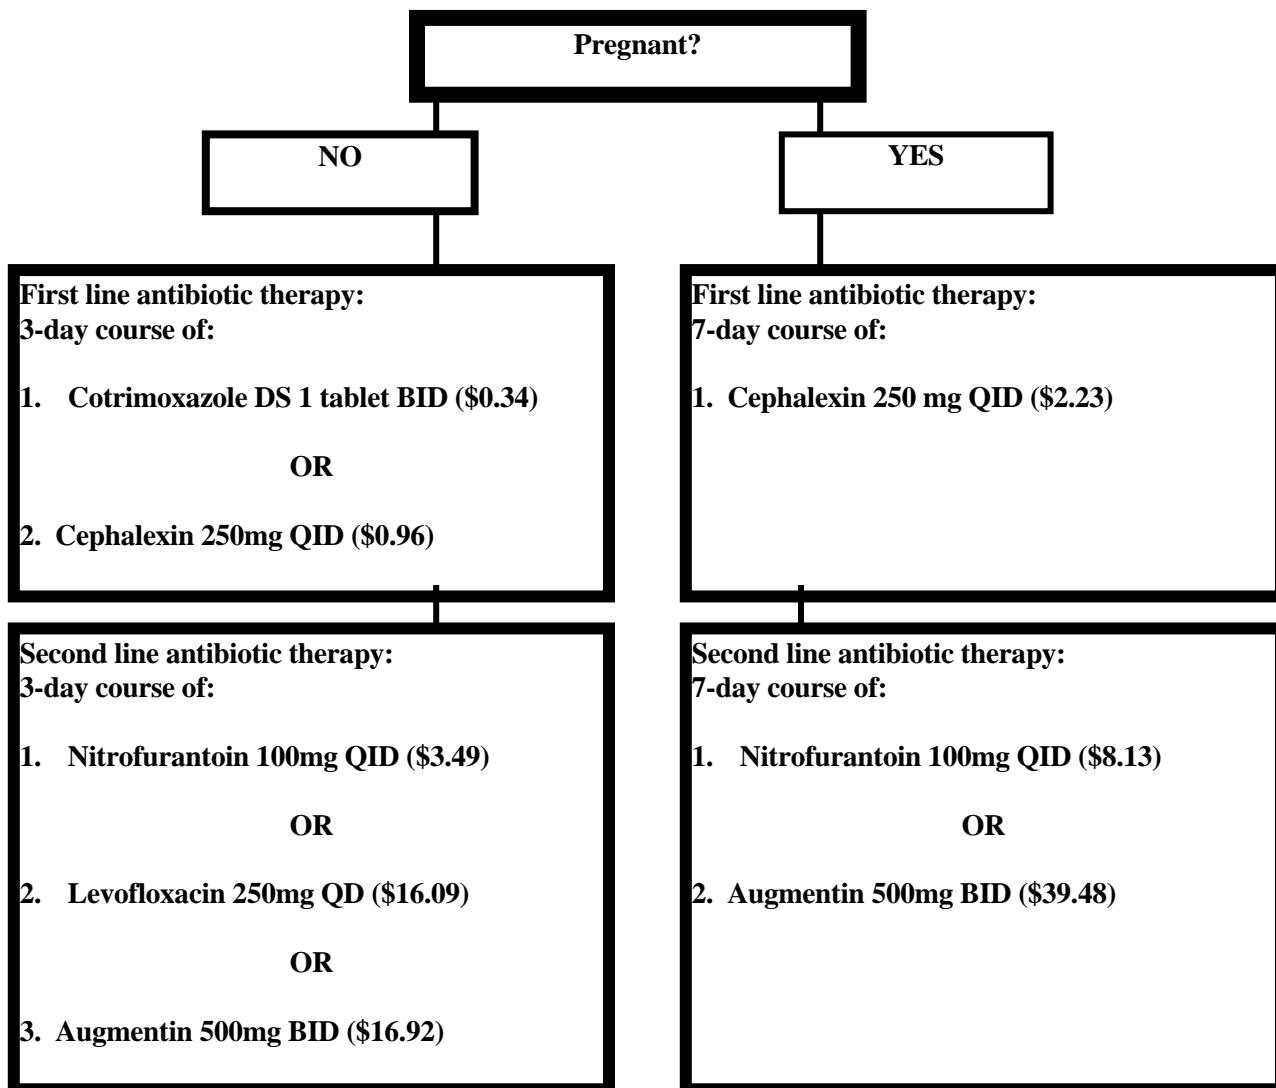 Pregnant?
NO
YES
First line antibiotic therapy:
3-day course of:
1. Cotrimoxazole DS 1 tablet BID ($0.34)
OR
2. Cephalexin 250mg QID ($0.96)
First line antibiotic therapy:
7-day course of:
1. Cephalexin 250 mg QID ($2.23)
Second line antibiotic therapy:
3-day course of:
1. Nitrofurantoin 100mg QID ($3.49)
OR
2. Levofloxacin 250mg QD ($16.09)
OR
3. Augmentin 500mg BID ($16.92)
Second line antibiotic therapy:
7-day course of:
1. Nitrofurantoin 100mg QID ($8.13)
OR
2. Augmentin 500mg BID ($39.48)